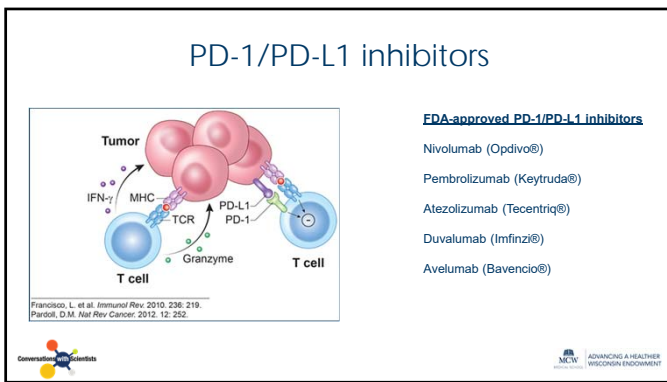 PD-1/PD-L1 inhibitors
Tumor
IFN-γ
MHC
TCR
PD-L1
PD-1
T cell
Granzyme
T cell
Francisco, L. et al. Immunol Rev. 2010. 236: 219.
Pardoll, D.M. Nat Rev Cancer. 2012. 12: 252.
FDA-approved PD-1/PD-L1 inhibitors
Nivolumab (Opdivo®)
Pembrolizumab (Keytruda®)
Atezolizumab (Tecentriq®)
Duvalumab (Imfinzi®)
Avelumab (Bavencio®)
Conversations with Scientists
MCW
MEDICAL SCHOOL
ADVANCING A HEALTHIER
WISCONSIN ENDOWMENT